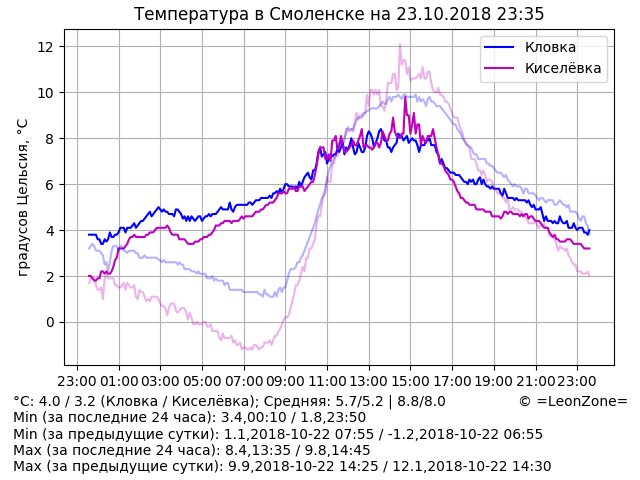 Температура в Смоленске на 23.10.2018 23:35
Кловка
Киселёвка
градусов Цельсия, °C
12
10
8
6
4
2
0
23:00 01:00 03:00 05:00 07:00 09:00 11:00 13:00 15:00 17:00 19:00 21:00 23:00
°C: 4.0 / 3.2 (Кловка / Киселёвка); Средняя: 5.7/5.2 | 8.8/8.0 © =LeonZone=
Min (за последние 24 часа): 3.4,00:10 / 1.8,23:50
Min (за предыдущие сутки): 1.1,2018-10-22 07:55 / -1.2,2018-10-22 06:55
Max (за последние 24 часа): 8.4,13:35 / 9.8,14:45
Max (за предыдущие сутки): 9.9,2018-10-22 14:25 / 12.1,2018-10-22 14:30